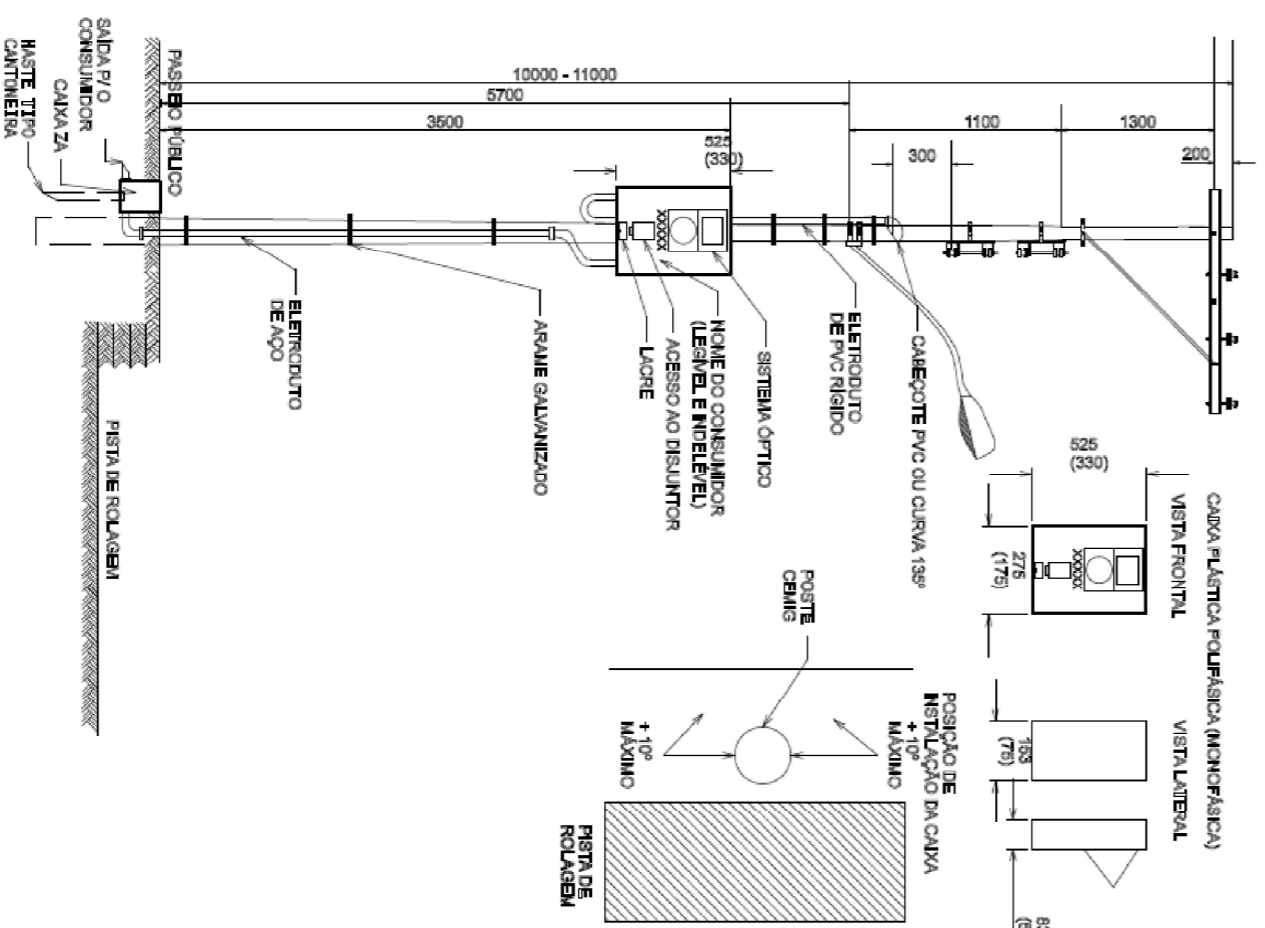 SAÍDA P/ O
CONSUMIDOR
CAIXA ZA
HASTE TIPO
CANTONEIRA
PASSEIO PÚBLICO
10000 - 11000
5700
3500
525
(330)
1100
1300
300
200
ELETRODUTO
DE AÇO
ARAME GALVANIZADO
LACRE
ACESSO AO DISJUNTOR
NOME DO CONSUMIDOR
(LEGÍVEL E INDELÉVEL)
SISTEMA ÓPTICO
ELETRODUTO
DE PVC RÍGIDO
CABEÇOTE PVC OU CURVA 135º
XXXXX
PISTA DE ROLAGEM
CAIXA PLÁSTICA POLIFÁSICA (MONOFÁSICA)
VISTA FRONTAL
VISTA LATERAL
525
(330)
275
(175)
XXXXX
153
(75)
POSIÇÃO DE
INSTALAÇÃO DA CAIXA
+ 10º
MÁXIMO
+ 10º
MÁXIMO
POSTE
CEMIG
PISTA DE
ROLAGEM